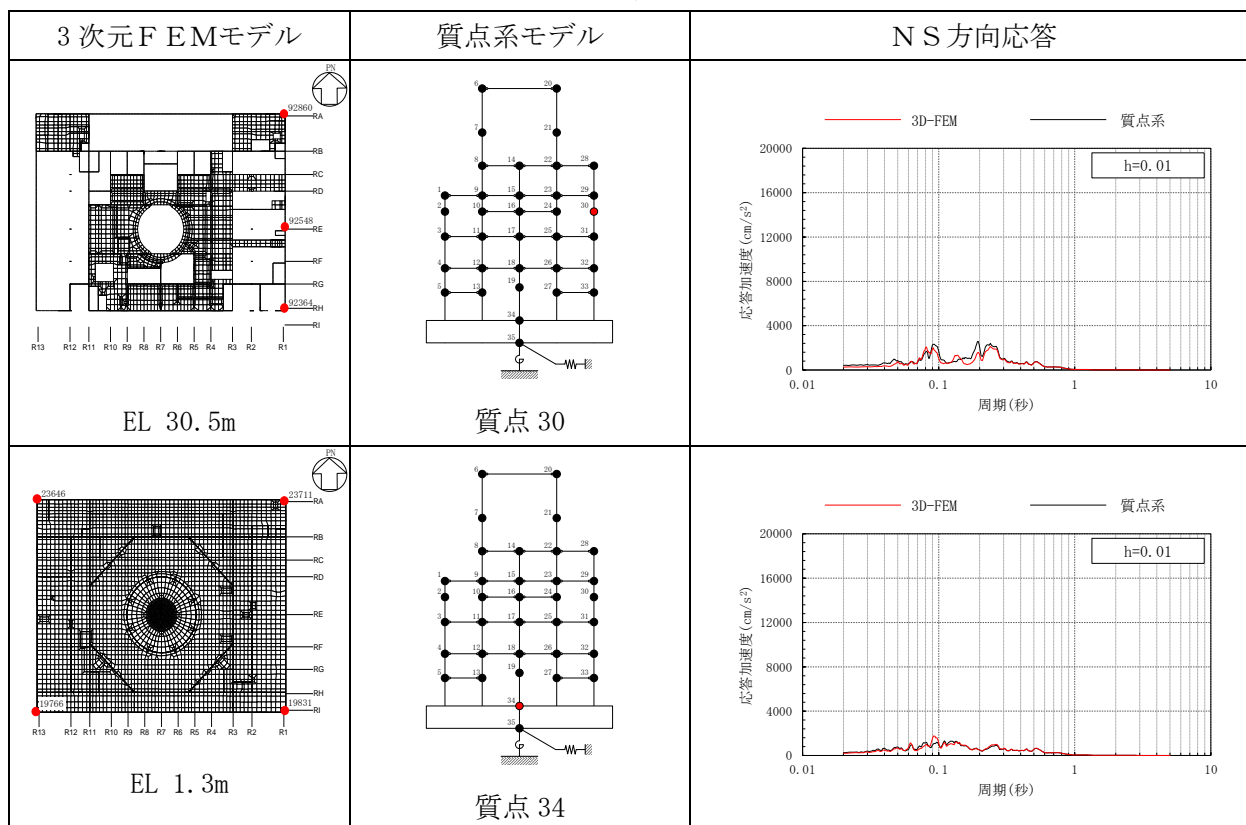 3次元FEMモデル
質点系モデル
NS方向応答
PN
92860
RA
RB
RC
RD
92548
RE
RF
RG
92364
RH
RI
R13 R12 R11 R10 R9 R8 R7 R6 R5 R4 R3 R2 R1
EL 30.5m
6 20
7 21
8 14 22 28
1 9 15 23 29
2 10 16 24 30
3 11 17 25 31
4 12 18 26 32
19
5 13 27 33
34
35
質点 30
3D-FEM 質点系
h=0.01
応答加速度(cm/s²)
20000
16000
12000
8000
4000
0
0.01 0.1 1 10
周期(秒)
PN
23646 23711
RA
RB
RC
RD
RE
RF
RG
RH
19766 19831
RI
R13 R12 R11 R10 R9 R8 R7 R6 R5 R4 R3 R2 R1
EL 1.3m
6 20
7 21
8 14 22 28
1 9 15 23 29
2 10 16 24 30
3 11 17 25 31
4 12 18 26 32
19
5 13 27 33
34
35
質点 34
3D-FEM 質点系
h=0.01
応答加速度(cm/s²)
20000
16000
12000
8000
4000
0
0.01 0.1 1 10
周期(秒)